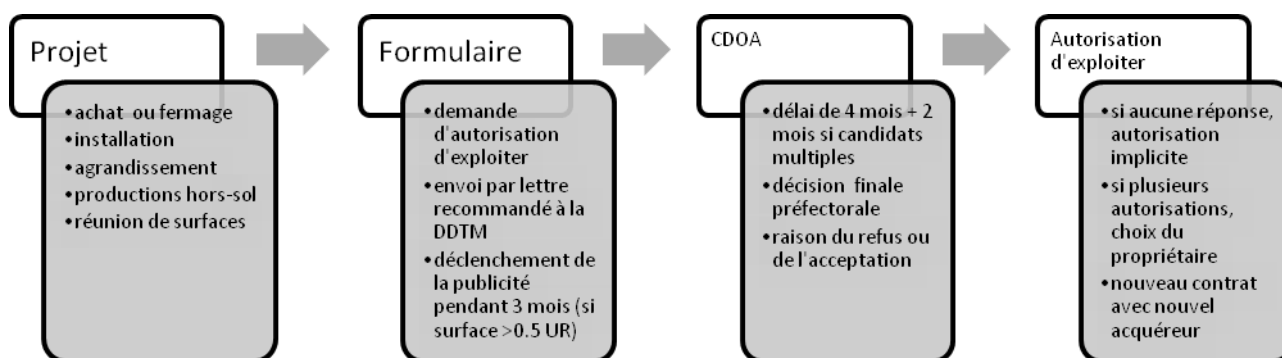 Projet
•achat ou fermage
•installation
•agrandissement
•productions hors-sol
•réunion de surfaces
Formulaire
•demande
d'autorisation
d'exploiter
•envoi par lettre
recommandé à la
DDTM
•déclenchement de
la publicité
pendant 3 mois (si
surface >0.5 UR)
CDOA
•délai de 4 mois + 2
mois si candidats
multiples
•décision finale
préfectorale
•raison du refus ou
de l'acceptation
Autorisation
d'exploiter
•si aucune réponse,
autorisation
implicite
•si plusieurs
autorisations,
choix du
propriétaire
•nouveau contrat
avec nouvel
acquéreur